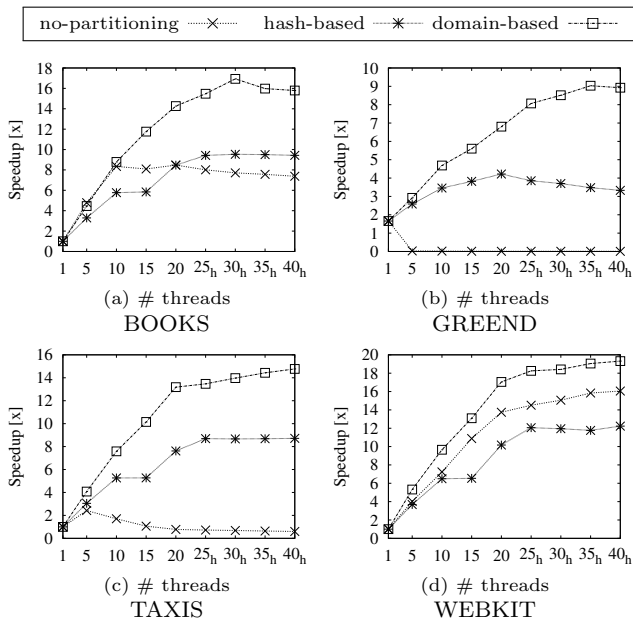 no-partitioning hash-based domain-based
Speedup [x]
18
16
14
12
10
8
6
4
2
0
1 5 10 15 20 25h 30h 35h 40h
(a) # threads
BOOKS
Speedup [x]
10
9
8
7
6
5
4
3
2
1
0
1 5 10 15 20 25h 30h 35h 40h
(b) # threads
GREEND
Speedup [x]
16
14
12
10
8
6
4
2
0
1 5 10 15 20 25h 30h 35h 40h
(c) # threads
TAXIS
Speedup [x]
20
18
16
14
12
10
8
6
4
2
0
1 5 10 15 20 25h 30h 35h 40h
(d) # threads
WEBKIT